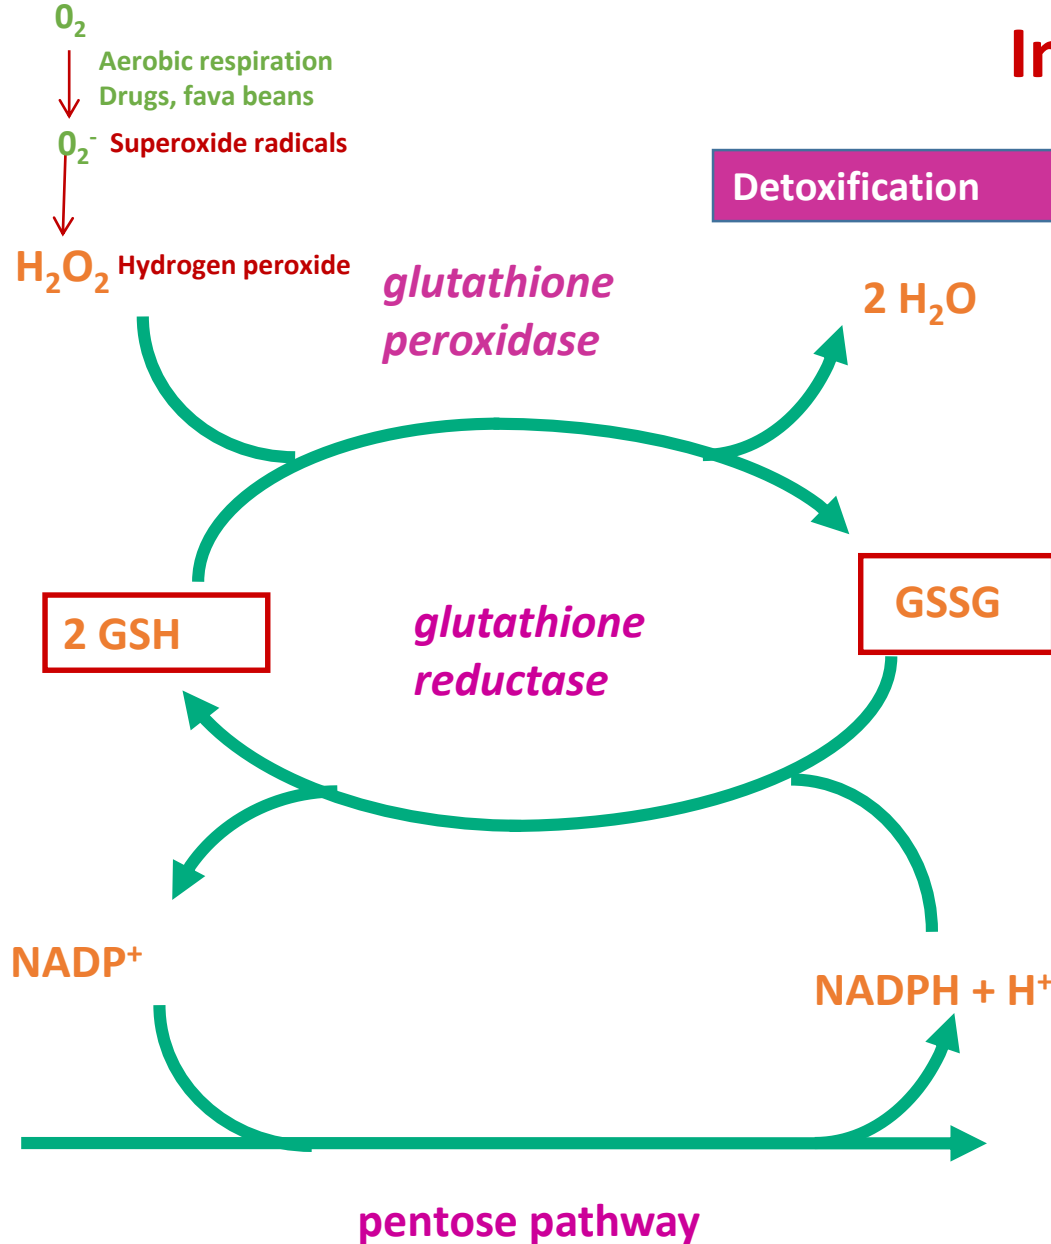 0₂
Aerobic respiration
Drugs, fava beans
0₂⁻ Superoxide radicals
Detoxification
H₂O₂ Hydrogen peroxide
glutathione
peroxidase
2 H₂O
2 GSH
glutathione
reductase
GSSG
NADP⁺
NADPH + H⁺
pentose pathway